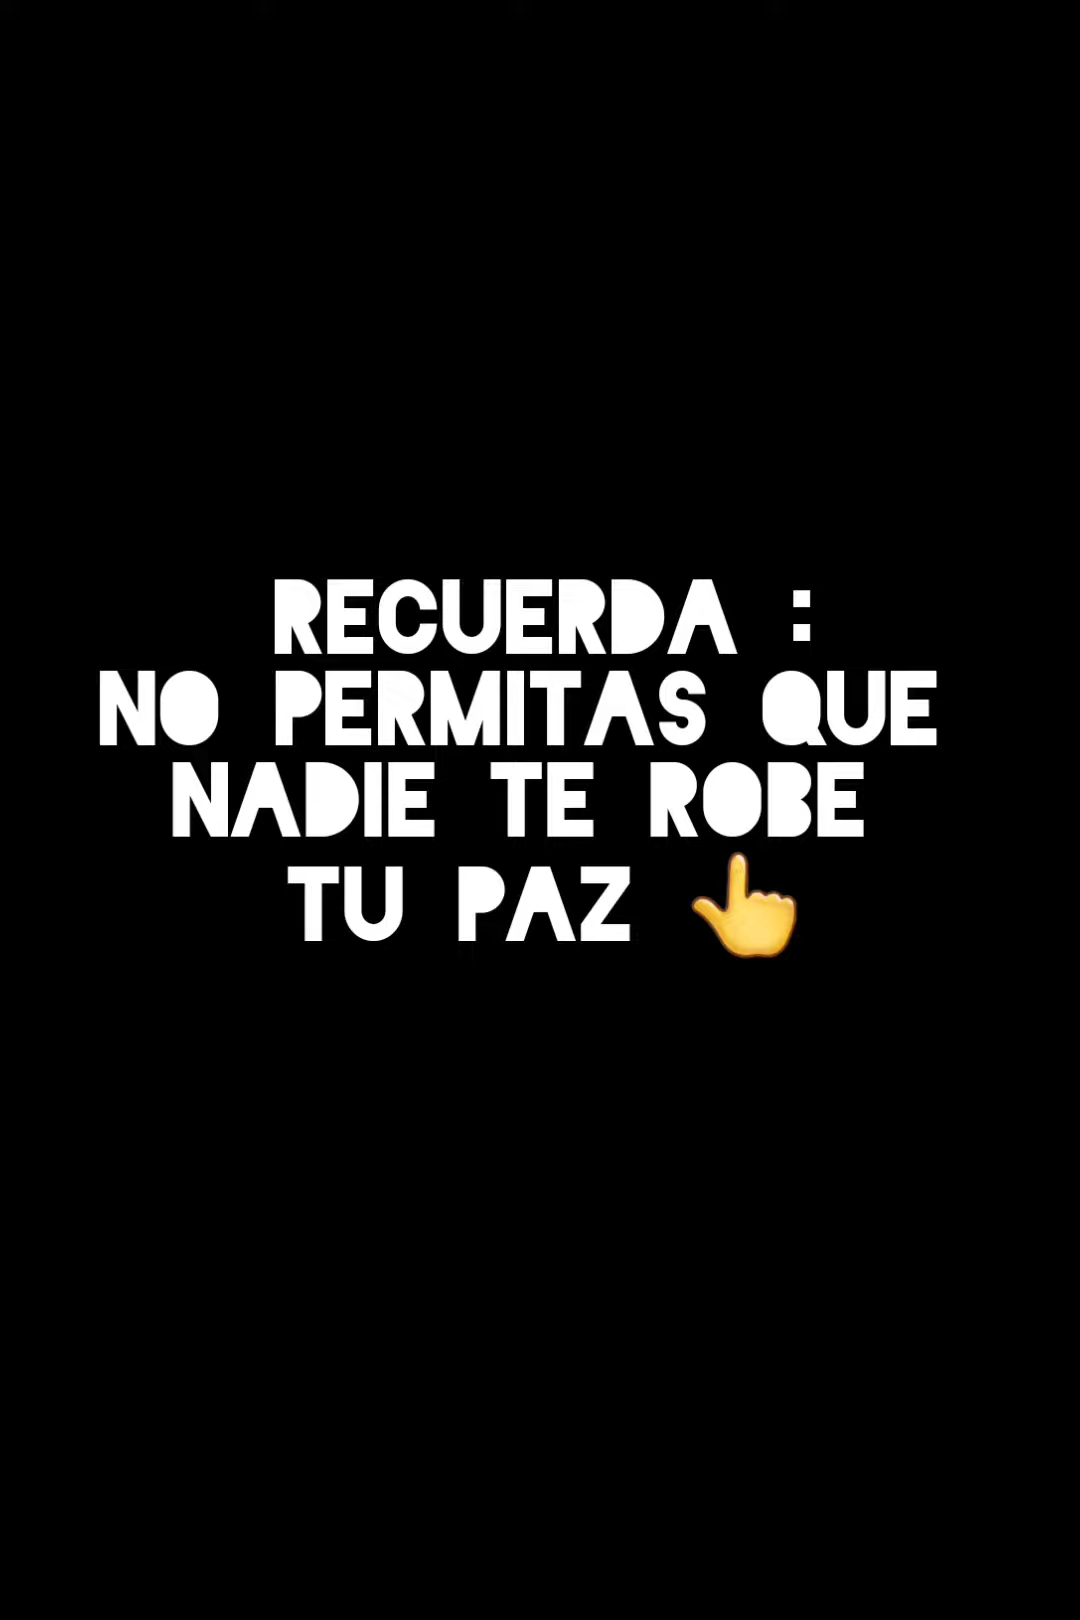 RECUERDA :
NO PERMITAS QUE
NADIE TE ROBE
TU PAZ 👆